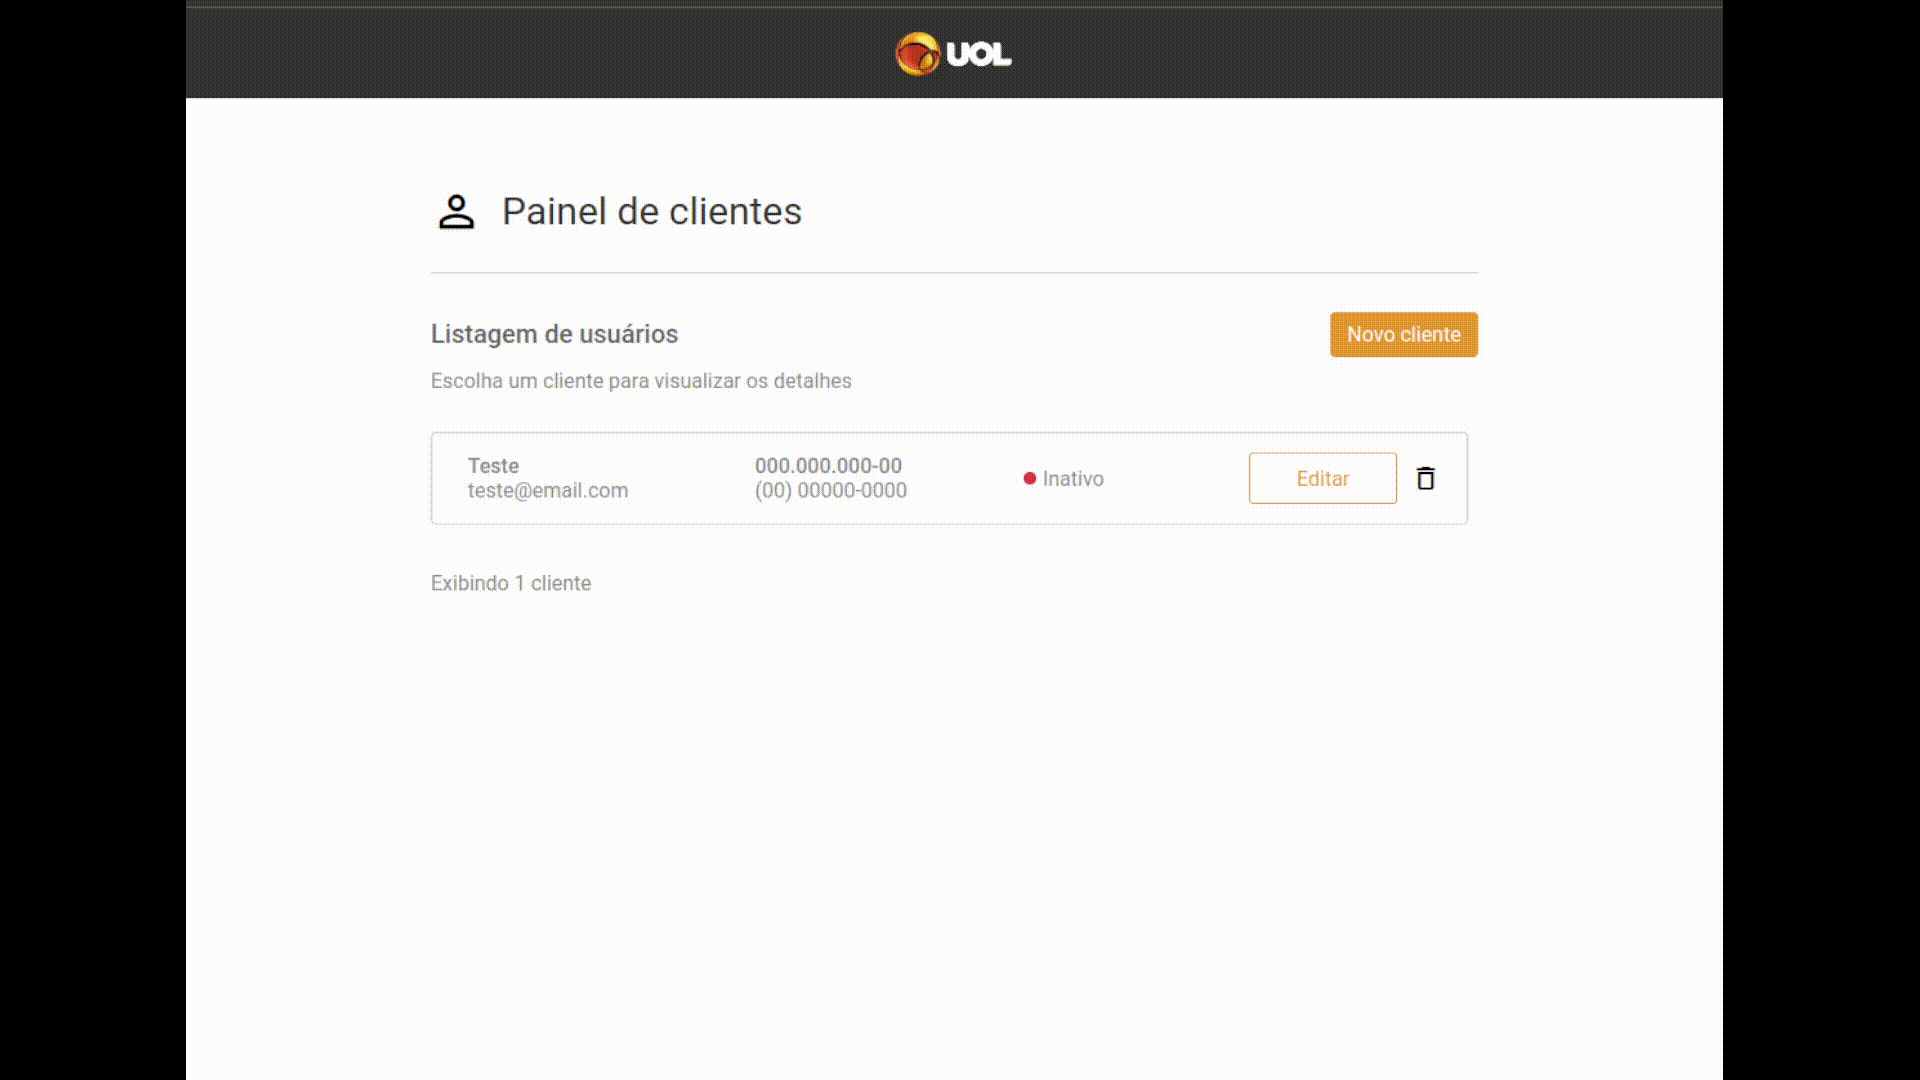 UOL
Painel de clientes
Listagem de usuários
Novo cliente
Escolha um cliente para visualizar os detalhes
Teste
teste@email.com
000.000.000-00
(00) 00000-0000
Inativo
Editar
Exibindo 1 cliente